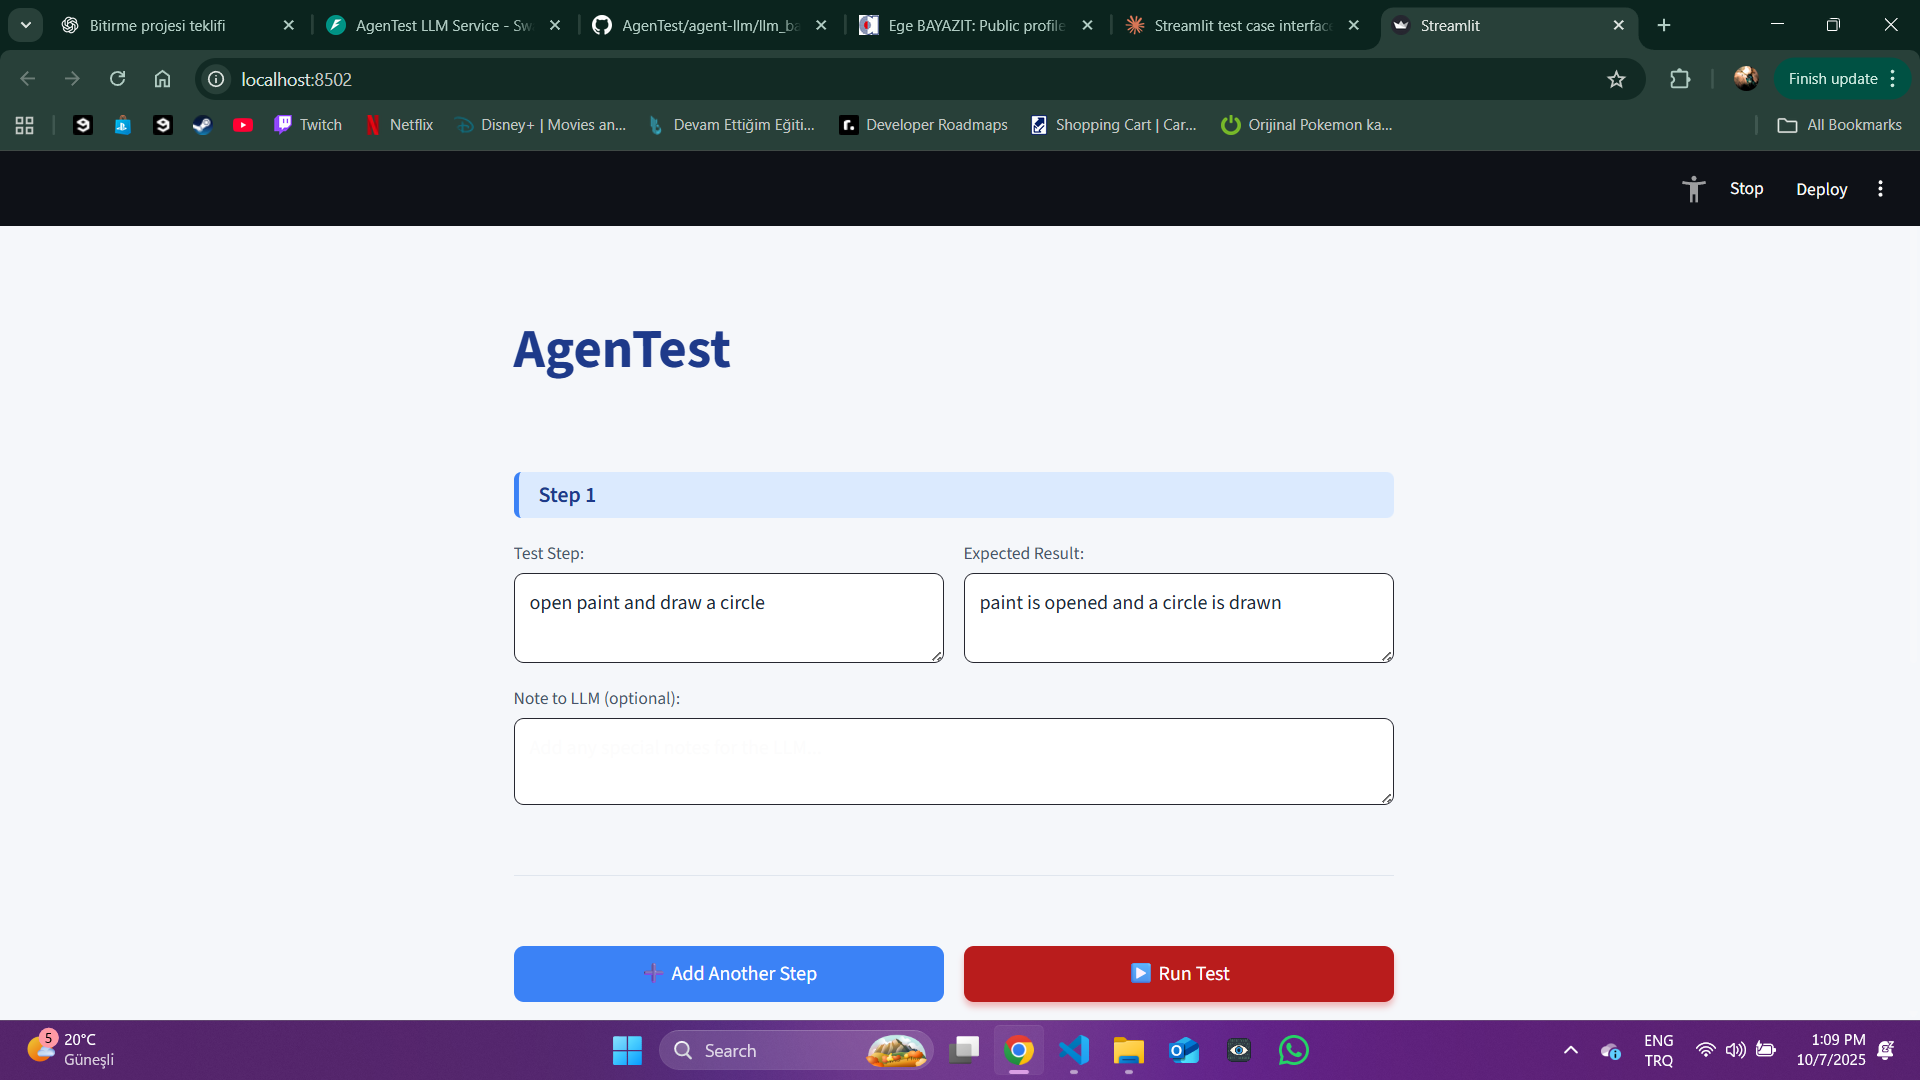 Bitirme projesi teklifi
AgenTest LLM Service - Sw
AgenTest/agent-llm/llm_ba
Ege BAYAZIT: Public profile
Streamlit test case interface
Streamlit
localhost:8502
Finish update
Twitch
Netflix
Disney+ | Movies an...
Devam Ettiğim Eğiti...
Developer Roadmaps
Shopping Cart | Car...
Orijinal Pokemon ka...
All Bookmarks
Stop
Deploy
AgenTest
Step 1
Test Step:
Expected Result:
open paint and draw a circle
paint is opened and a circle is drawn
Note to LLM (optional):
Add Another Step
Run Test
5
20°C
Güneşli
Search
ENG
TRQ
1:09 PM
10/7/2025